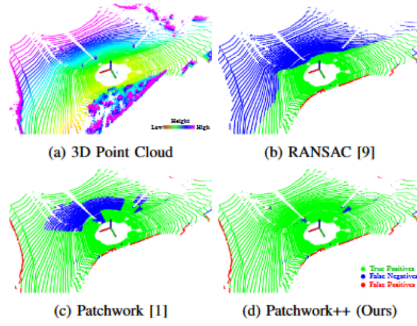 Height
Low High
(a) 3D Point Cloud
(b) RANSAC [9]
True Positives
False Negatives
False Positives
(c) Patchwork [1]
(d) Patchwork++ (Ours)